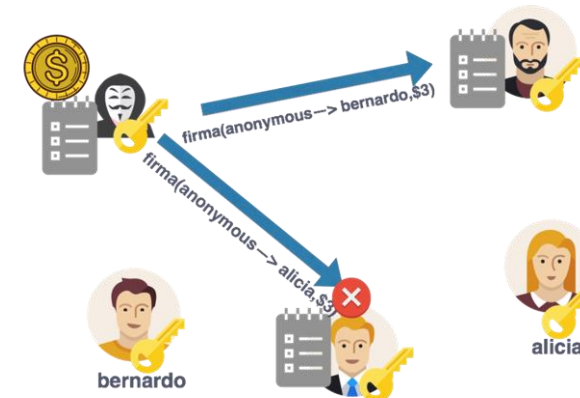 $
firma(anonymous—> bernardo,$3)
firma(anonymous—> alicia,$3)
bernardo
alicia